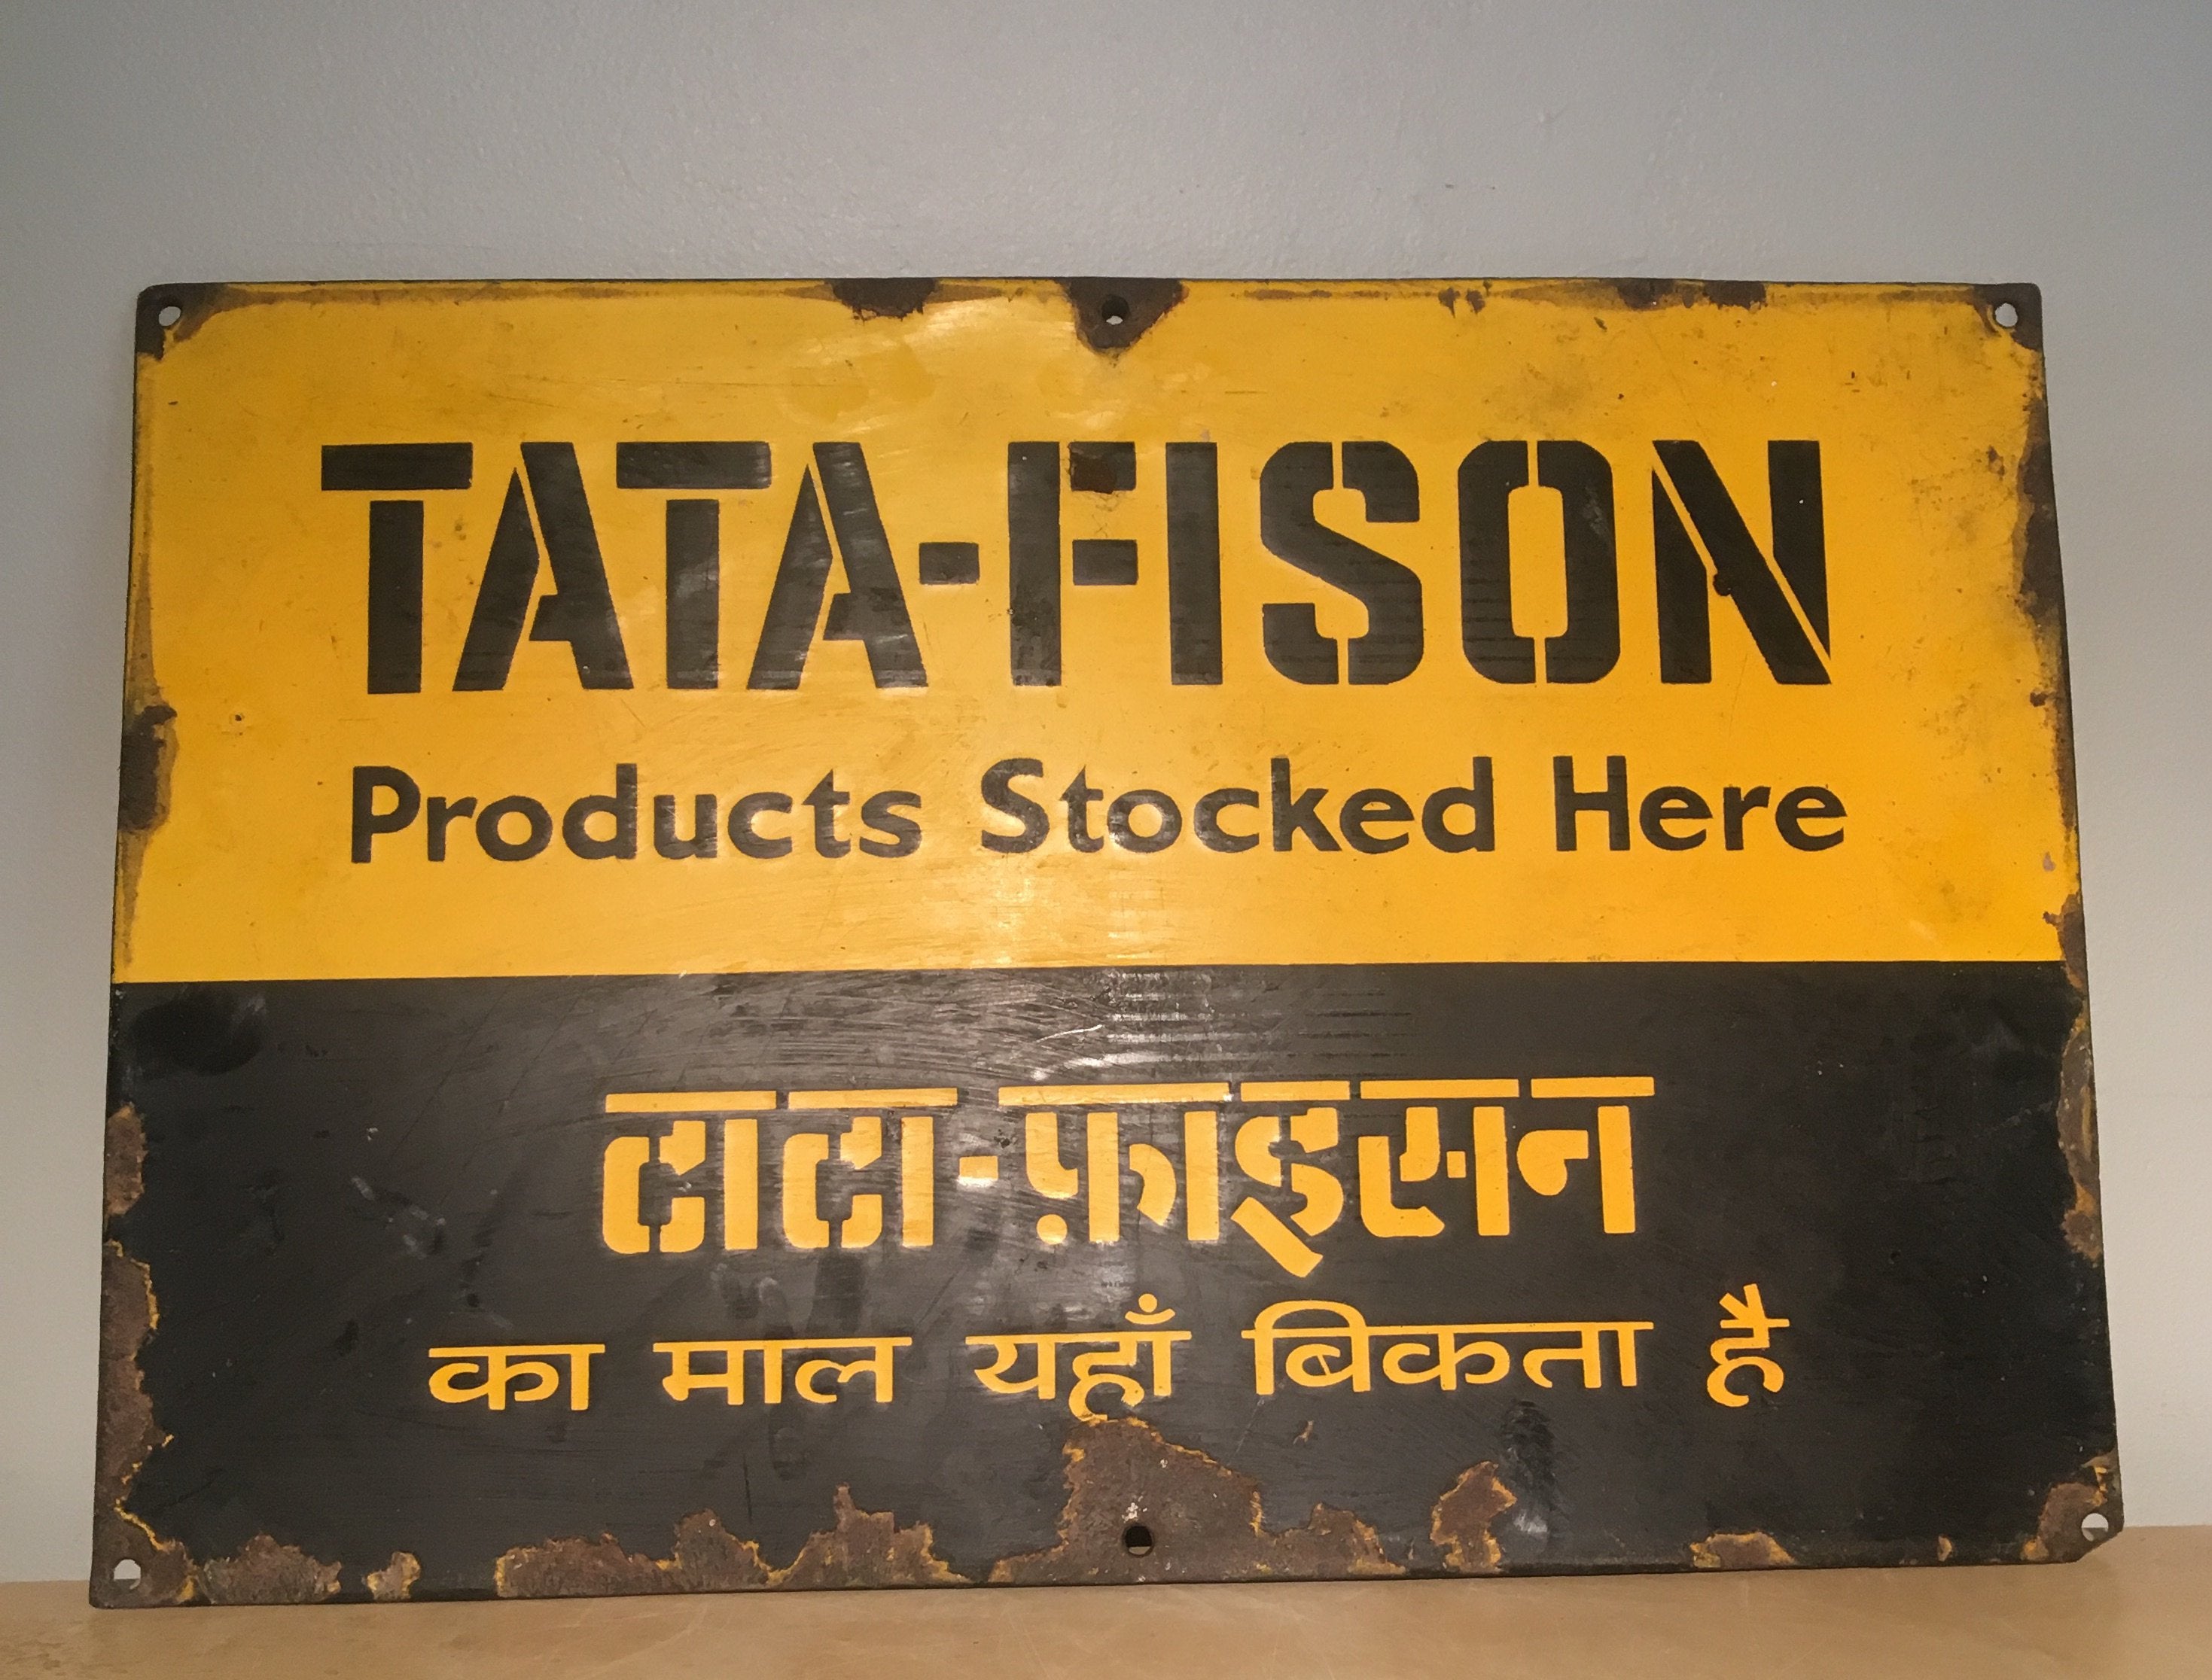 TATA-FISON
Products Stocked Here
टाटा-फ़ाइसन
का माल यहाँ बिकता है